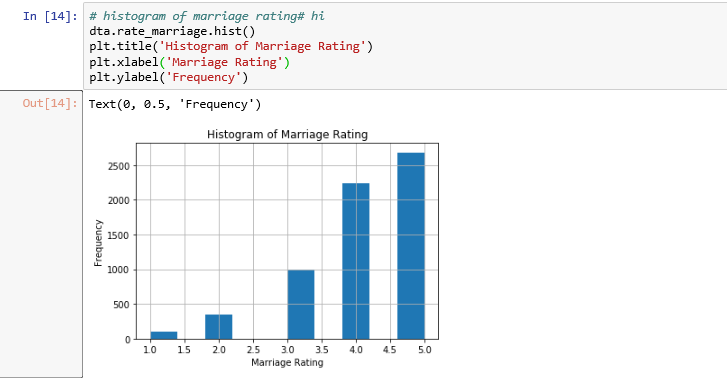 In [14]: # histogram of marriage rating# hi
dta.rate_marriage.hist()
plt.title('Histogram of Marriage Rating')
plt.xlabel('Marriage Rating')
plt.ylabel('Frequency')
Out[14]: Text(0, 0.5, 'Frequency')
Histogram of Marriage Rating
2500
2000
1500
1000
500
0
Frequency
1.0 1.5 2.0 2.5 3.0 3.5 4.0 4.5 5.0
Marriage Rating